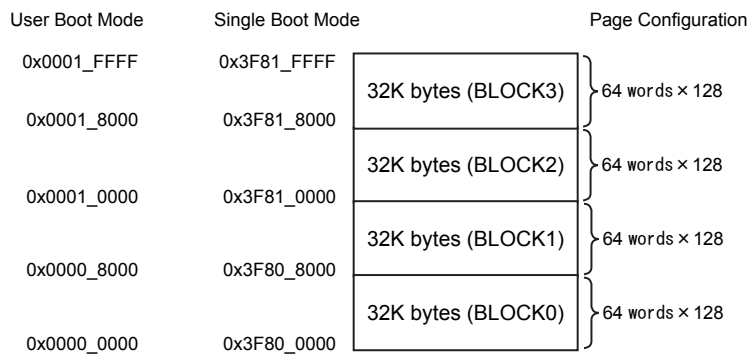 User Boot Mode Single Boot Mode Page Configuration
0x0001_FFFF 0x3F81_FFFF
32K bytes (BLOCK3) 64 words×128
0x0001_8000 0x3F81_8000
32K bytes (BLOCK2) 64 words×128
0x0001_0000 0x3F81_0000
32K bytes (BLOCK1) 64 words×128
0x0000_8000 0x3F80_8000
32K bytes (BLOCK0) 64 words×128
0x0000_0000 0x3F80_0000